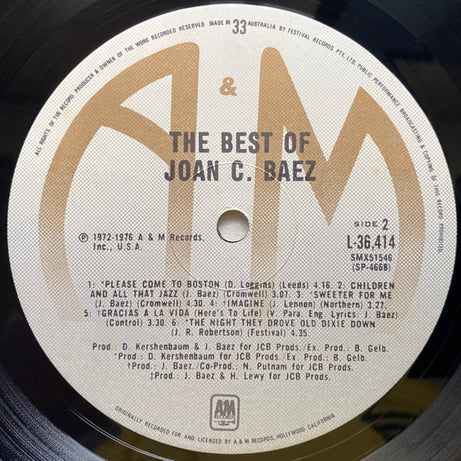 ALL RIGHTS OF THE RECORD PRODUCER & OWNER OF THE WORK RECORDED RESERVED MADE IN 33 AUSTRALIA BY FESTIVAL RECORDS PTY. LTD. PUBLIC PERFORMANCE BROADCASTING & COPYING OF THIS RECORD PROHIBITED
A & M
THE BEST OF
JOAN C. BAEZ
SIDE 2
L-36,414
SMX51546
(SP-4668)
Ⓟ 1972-1976 A & M Records,
Inc., U.S.A.
1: *PLEASE COME TO BOSTON (D. Loggins) (Leeds) 4.16. 2: CHILDREN
AND ALL THAT JAZZ (J. Baez) (Cromwell) 3.07. 3: *SWEETER FOR ME
(J. Baez) (Cromwell) 4.30. 4: †IMAGINE (J. Lennon) (Northern) 3.27.
5: ‡GRACIAS A LA VIDA (Here's To Life) (V. Para, Eng. Lyrics: J. Baez)
(Control) 3.30. 6: *THE NIGHT THEY DROVE OLD DIXIE DOWN
(J. R. Robertson) (Festival) 4.35.
Prod.: D. Kershenbaum & J. Baez for JCB Prods./Ex. Prod.: B. Gelb.
*Prod.: D. Kershenbaum for JCB Prods./Ex. Prod.: B. Gelb.
†Prod.: J. Baez./Co-Prod.: N. Putnam for JCB Prods.
‡Prod.: J. Baez & H. Lewy for JCB Prods.
AM
RECORDS
ORIGINALLY RECORDED FOR AND LICENSED BY A & M RECORDS, HOLLYWOOD CALIFORNIA